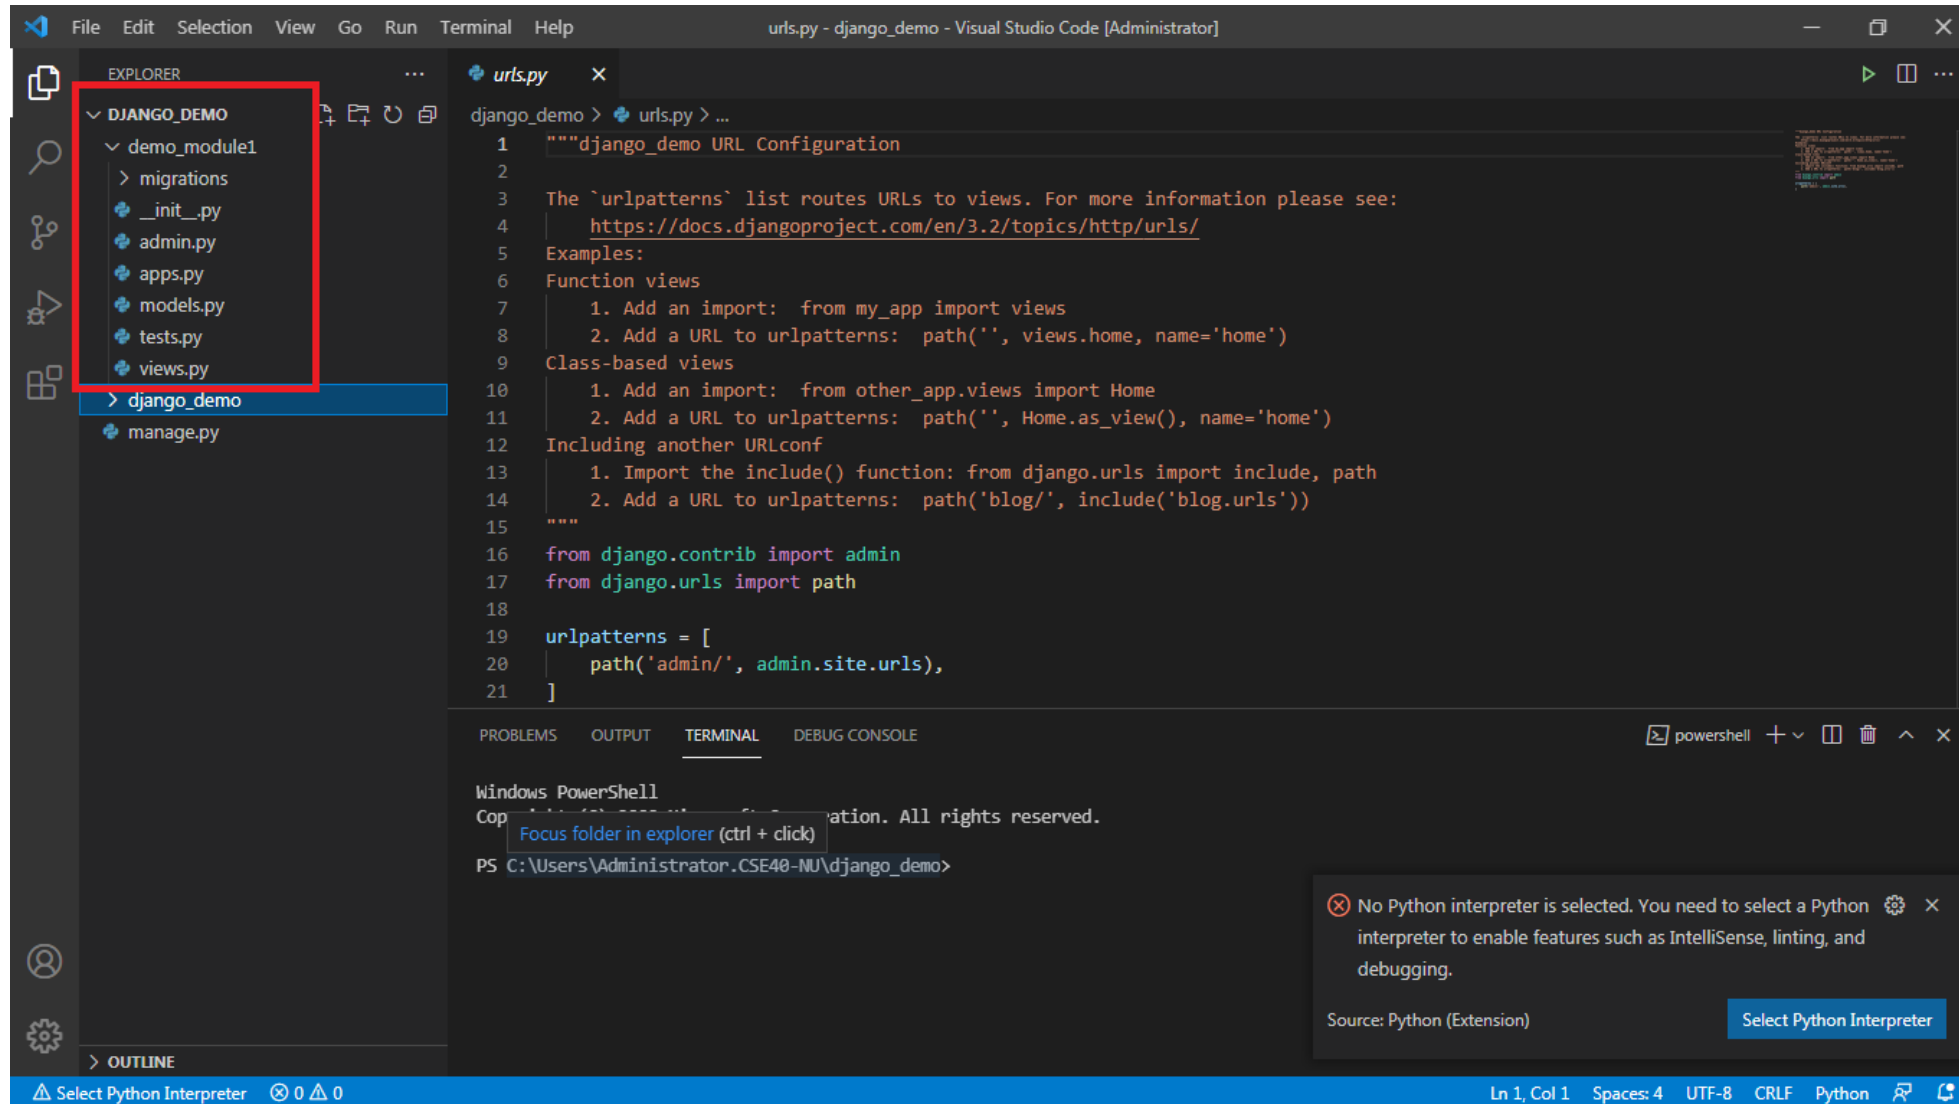 File Edit Selection View Go Run Terminal Help urls.py - django_demo - Visual Studio Code [Administrator]
EXPLORER
DJANGO_DEMO
demo_module1
migrations
__init__.py
admin.py
apps.py
models.py
tests.py
views.py
django_demo
manage.py
OUTLINE
urls.py
django_demo > urls.py > ...
1 """django_demo URL Configuration
2
3 The `urlpatterns` list routes URLs to views. For more information please see:
4 https://docs.djangoproject.com/en/3.2/topics/http/urls/
5 Examples:
6 Function views
7 1. Add an import:  from my_app import views
8 2. Add a URL to urlpatterns:  path('', views.home, name='home')
9 Class-based views
10 1. Add an import:  from other_app.views import Home
11 2. Add a URL to urlpatterns:  path('', Home.as_view(), name='home')
12 Including another URLconf
13 1. Import the include() function: from django.urls import include, path
14 2. Add a URL to urlpatterns:  path('blog/', include('blog.urls'))
15 """
16 from django.contrib import admin
17 from django.urls import path
18
19 urlpatterns = [
20 path('admin/', admin.site.urls),
21 ]
PROBLEMS OUTPUT TERMINAL DEBUG CONSOLE powershell
Windows PowerShell
All rights reserved.
Focus folder in explorer (ctrl + click)
PS C:\Users\Administrator.CSE40-NU\django_demo>
No Python interpreter is selected. You need to select a Python
interpreter to enable features such as IntelliSense, linting, and
debugging.
Source: Python (Extension) Select Python Interpreter
Select Python Interpreter 0 0 Ln 1, Col 1 Spaces: 4 UTF-8 CRLF Python